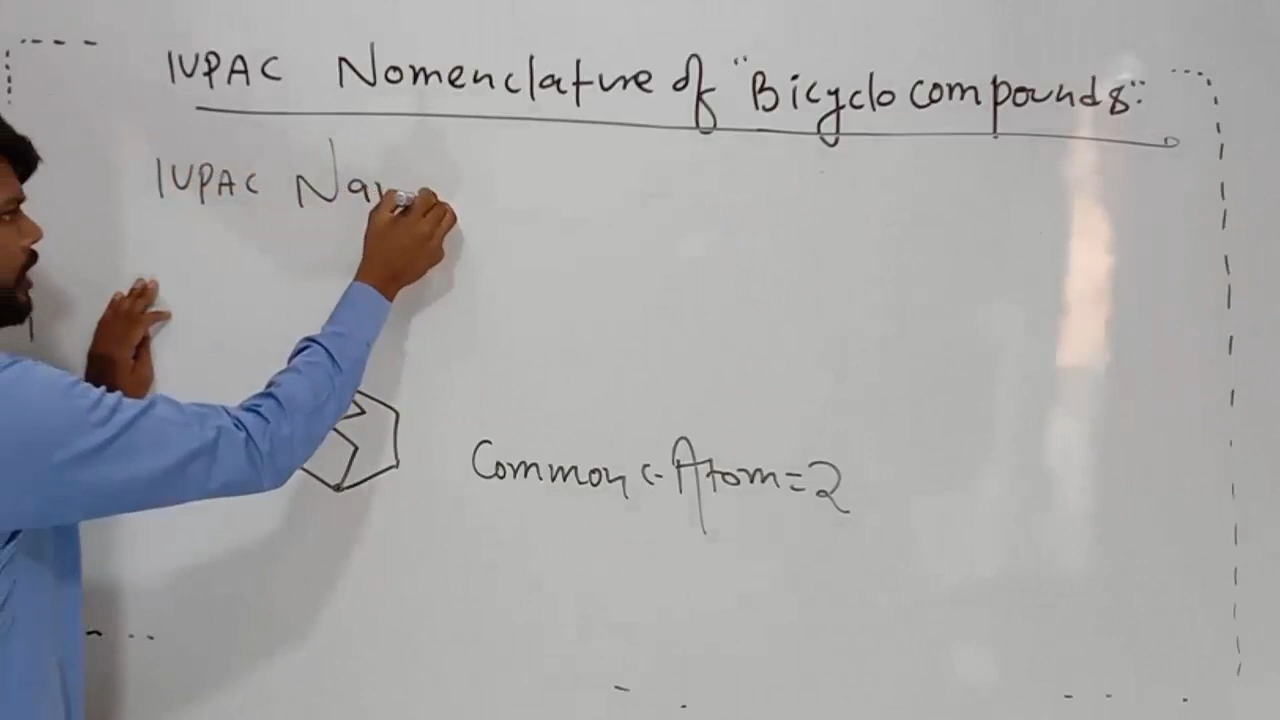 IUPAC Nomenclature of "Bicyclo compounds":
IUPAC Na
Common C-Atom=2